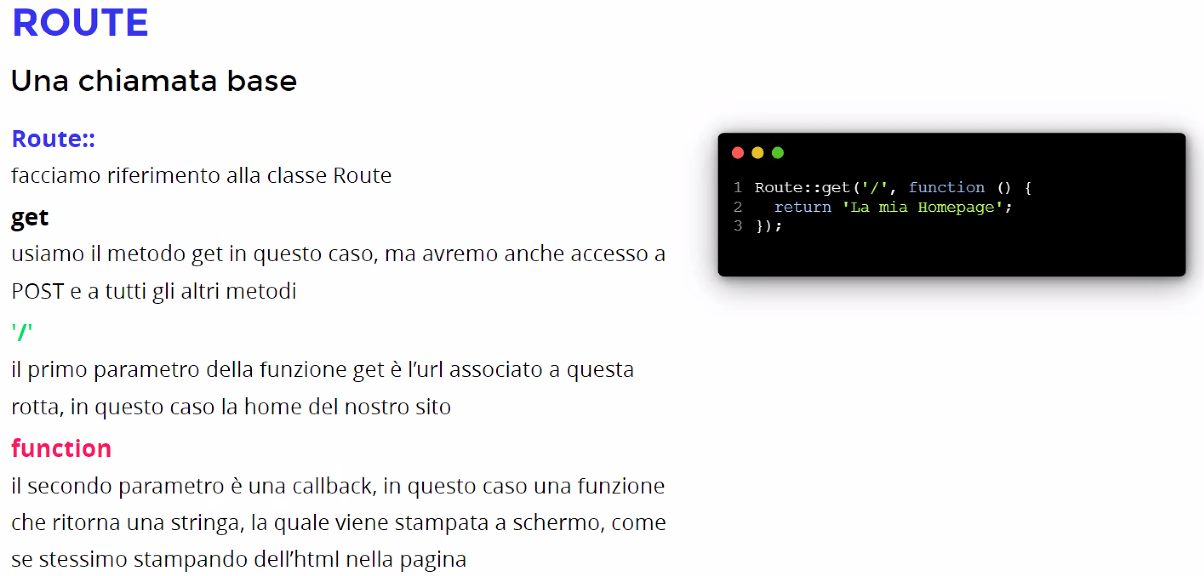 ROUTE
Una chiamata base
Route::
facciamo riferimento alla classe Route
get
usiamo il metodo get in questo caso, ma avremo anche accesso a
POST e a tutti gli altri metodi
'/'
il primo parametro della funzione get è l’url associato a questa
rotta, in questo caso la home del nostro sito
function
il secondo parametro è una callback, in questo caso una funzione
che ritorna una stringa, la quale viene stampata a schermo, come
se stessimo stampando dell’html nella pagina
1 Route::get('/', function () {
2   return 'La mia Homepage';
3 });